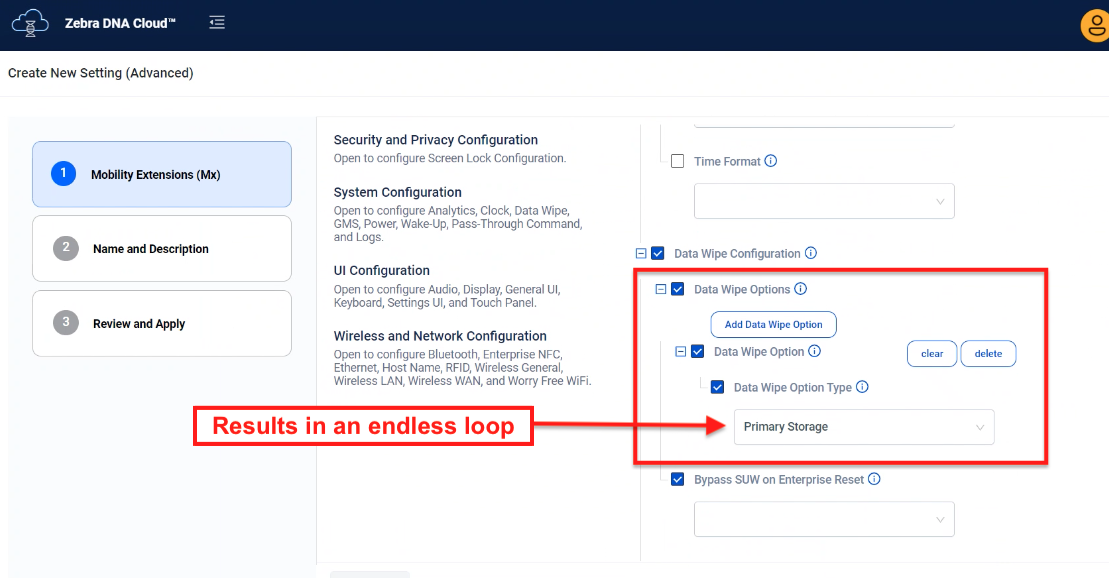 Zebra DNA Cloud™
Create New Setting (Advanced)
1
Mobility Extensions (Mx)
2
Name and Description
3
Review and Apply
Security and Privacy Configuration
Open to configure Screen Lock Configuration.
System Configuration
Open to configure Analytics, Clock, Data Wipe,
GMS, Power, Wake-Up, Pass-Through Command,
and Logs.
UI Configuration
Open to configure Audio, Display, General UI,
Keyboard, Settings UI, and Touch Panel.
Wireless and Network Configuration
Open to configure Bluetooth, Enterprise NFC,
Ethernet, Host Name, RFID, Wireless General,
Wireless LAN, Wireless WAN, and Worry Free WiFi.
Results in an endless loop
Time Format
Data Wipe Configuration
Data Wipe Options
Add Data Wipe Option
Data Wipe Option
clear
delete
Data Wipe Option Type
Primary Storage
Bypass SUW on Enterprise Reset